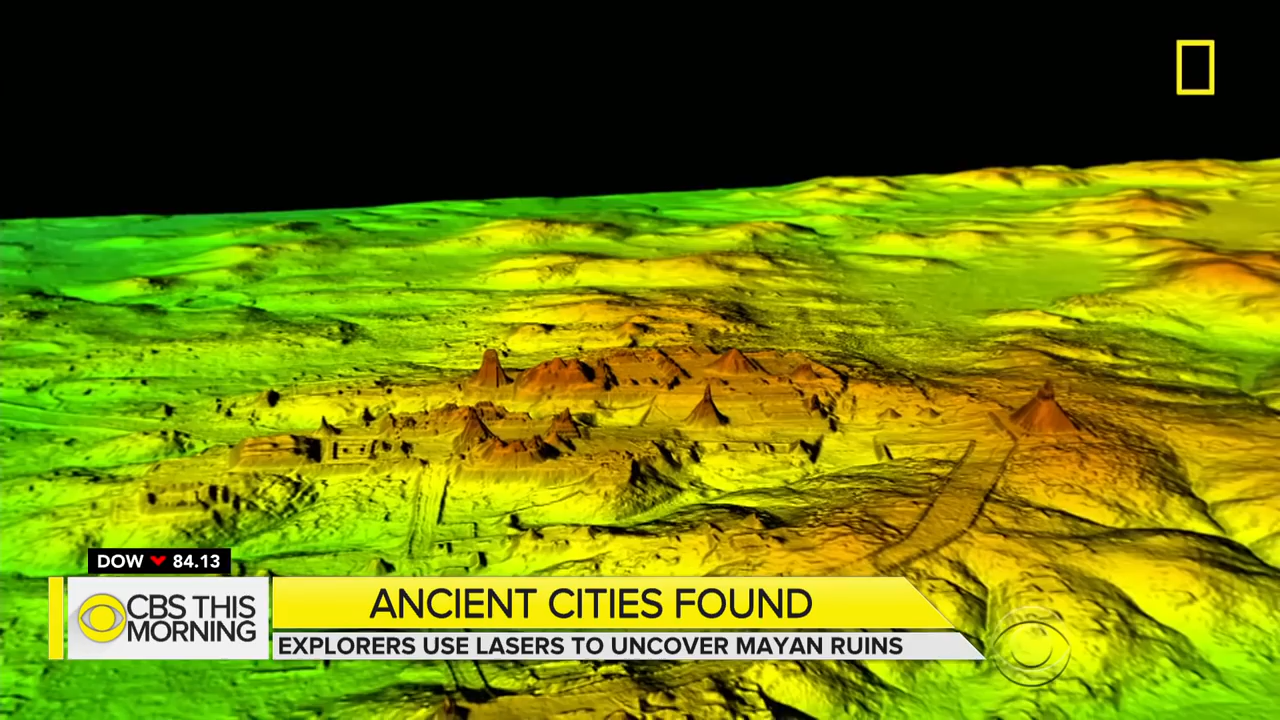 DOW 84.13
CBS THIS
MORNING
ANCIENT CITIES FOUND
EXPLORERS USE LASERS TO UNCOVER MAYAN RUINS